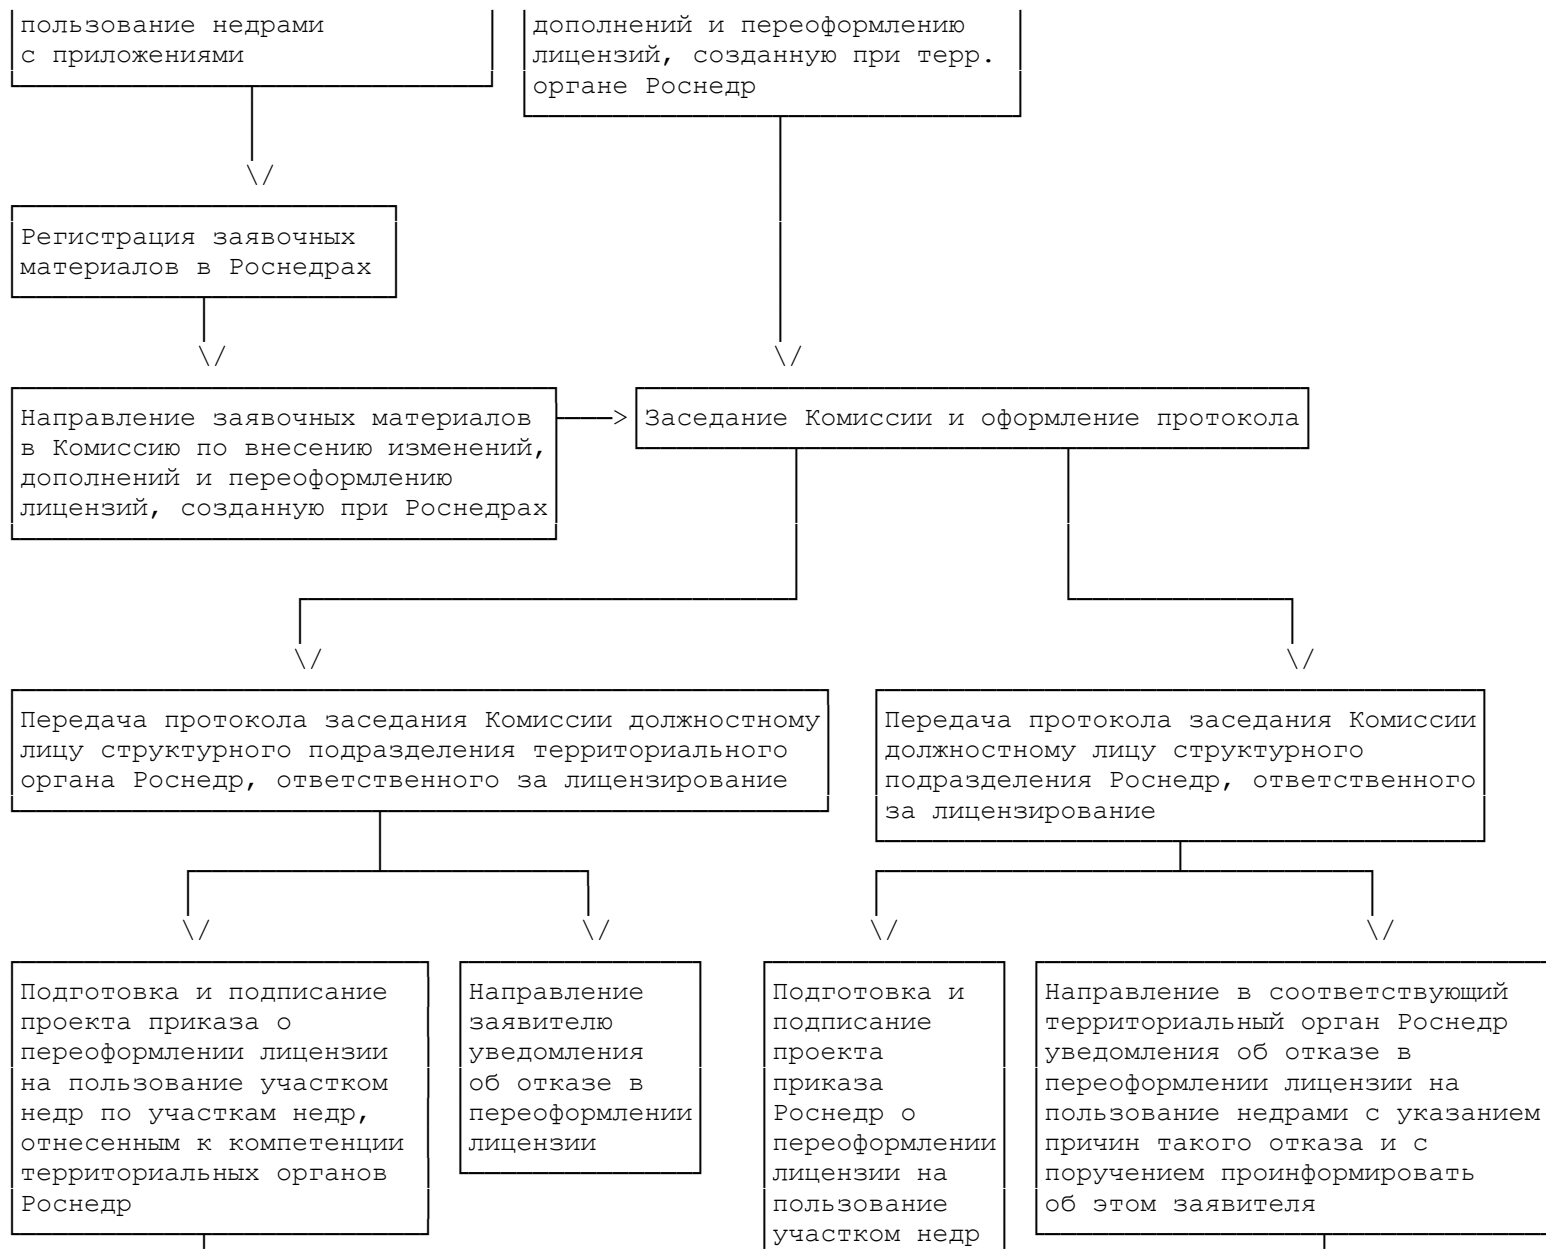 пользование недрами
с приложениями
дополнений и переоформлению
лицензий, созданную при терр.
органе Роснедр
Регистрация заявочных
материалов в Роснедрах
Направление заявочных материалов
в Комиссию по внесению изменений,
дополнений и переоформлению
лицензий, созданную при Роснедрах
Заседание Комиссии и оформление протокола
Передача протокола заседания Комиссии должностному
лицу структурного подразделения территориального
органа Роснедр, ответственного за лицензирование
Передача протокола заседания Комиссии
должностному лицу структурного
подразделения Роснедр, ответственного
за лицензирование
Подготовка и подписание
проекта приказа о
переоформлении лицензии
на пользование участком
недр по участкам недр,
отнесенным к компетенции
территориальных органов
Роснедр
Направление
заявителю
уведомления
об отказе в
переоформлении
лицензии
Подготовка и
подписание
проекта
приказа
Роснедр о
переоформлении
лицензии на
пользование
участком недр
Направление в соответствующий
территориальный орган Роснедр
уведомления об отказе в
переоформлении лицензии на
пользование недрами с указанием
причин такого отказа и с
поручением проинформировать
об этом заявителя